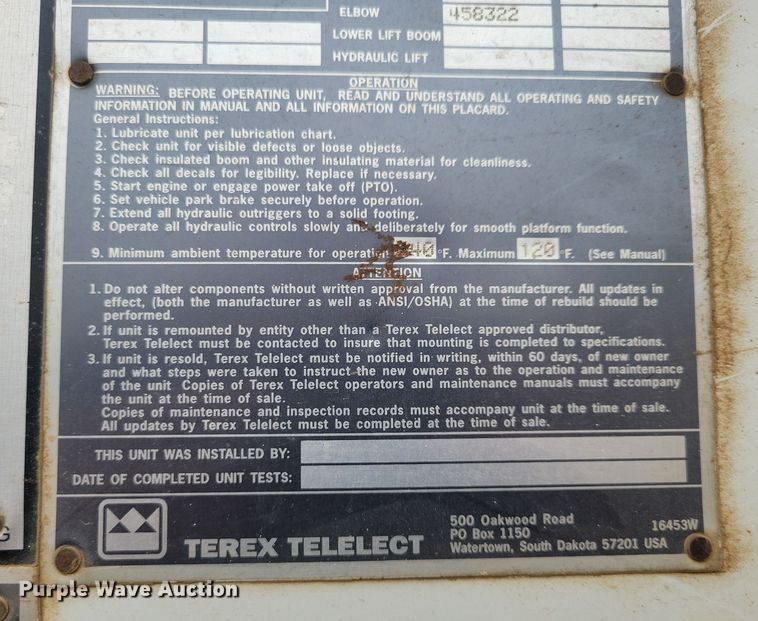 ELBOW 458322
LOWER LIFT BOOM
HYDRAULIC LIFT
OPERATION
WARNING: BEFORE OPERATING UNIT, READ AND UNDERSTAND ALL OPERATING AND SAFETY
INFORMATION IN MANUAL AND ALL INFORMATION ON THIS PLACARD.
General Instructions:
1. Lubricate unit per lubrication chart.
2. Check unit for visible defects or loose objects.
3. Check insulated boom and other insulating material for cleanliness.
4. Check all decals for legibility. Replace if necessary.
5. Start engine or engage power take off (PTO).
6. Set vehicle park brake securely before operation.
7. Extend all hydraulic outriggers to a solid footing.
8. Operate all hydraulic controls slowly and deliberately for smooth platform function.
9. Minimum ambient temperature for operation 40 °F. Maximum 120 °F. (See Manual)
ATTENTION
1. Do not alter components without written approval from the manufacturer. All updates in
effect, (both the manufacturer as well as ANSI/OSHA) at the time of rebuild should be
performed.
2. If unit is remounted by entity other than a Terex Telelect approved distributor,
Terex Telelect must be contacted to insure that mounting is completed to specifications.
3. If unit is resold, Terex Telelect must be notified in writing, within 60 days, of new owner
and what steps were taken to instruct the new owner as to the operation and maintenance
of the unit Copies of Terex Telelect operators and maintenance manuals must accompany
the unit at the time of sale.
Copies of maintenance and inspection records must accompany unit at the time of sale.
All updates by Terex Telelect must be completed at the time of sale.
THIS UNIT WAS INSTALLED BY:
DATE OF COMPLETED UNIT TESTS:
TEREX TELELECT
500 Oakwood Road
PO Box 1150
Watertown, South Dakota 57201 USA
16453W
G
Purple Wave Auction